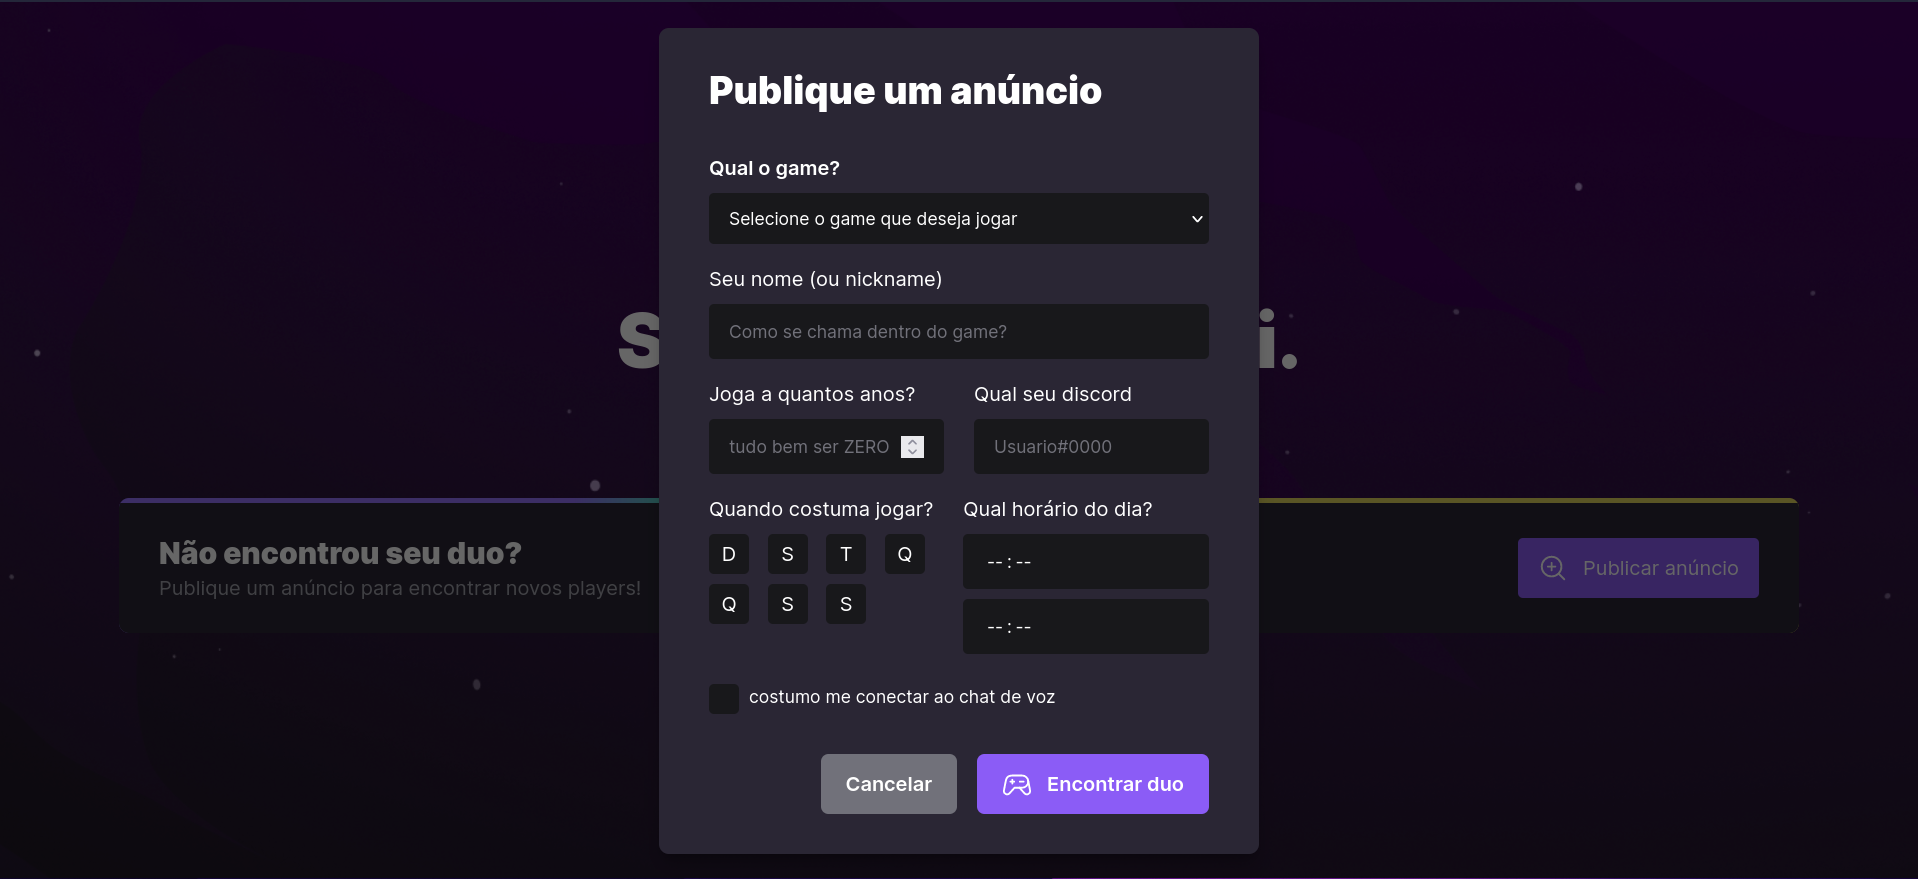 Publique um anúncio
Qual o game?
Selecione o game que deseja jogar
Seu nome (ou nickname)
Como se chama dentro do game?
Joga a quantos anos?
Qual seu discord
tudo bem ser ZERO
Usuario#0000
Quando costuma jogar?
Qual horário do dia?
D S T Q
-- : --
Q S S
-- : --
costumo me conectar ao chat de voz
Cancelar
Encontrar duo
S
i.
Não encontrou seu duo?
Publique um anúncio para encontrar novos players!
Publicar anúncio